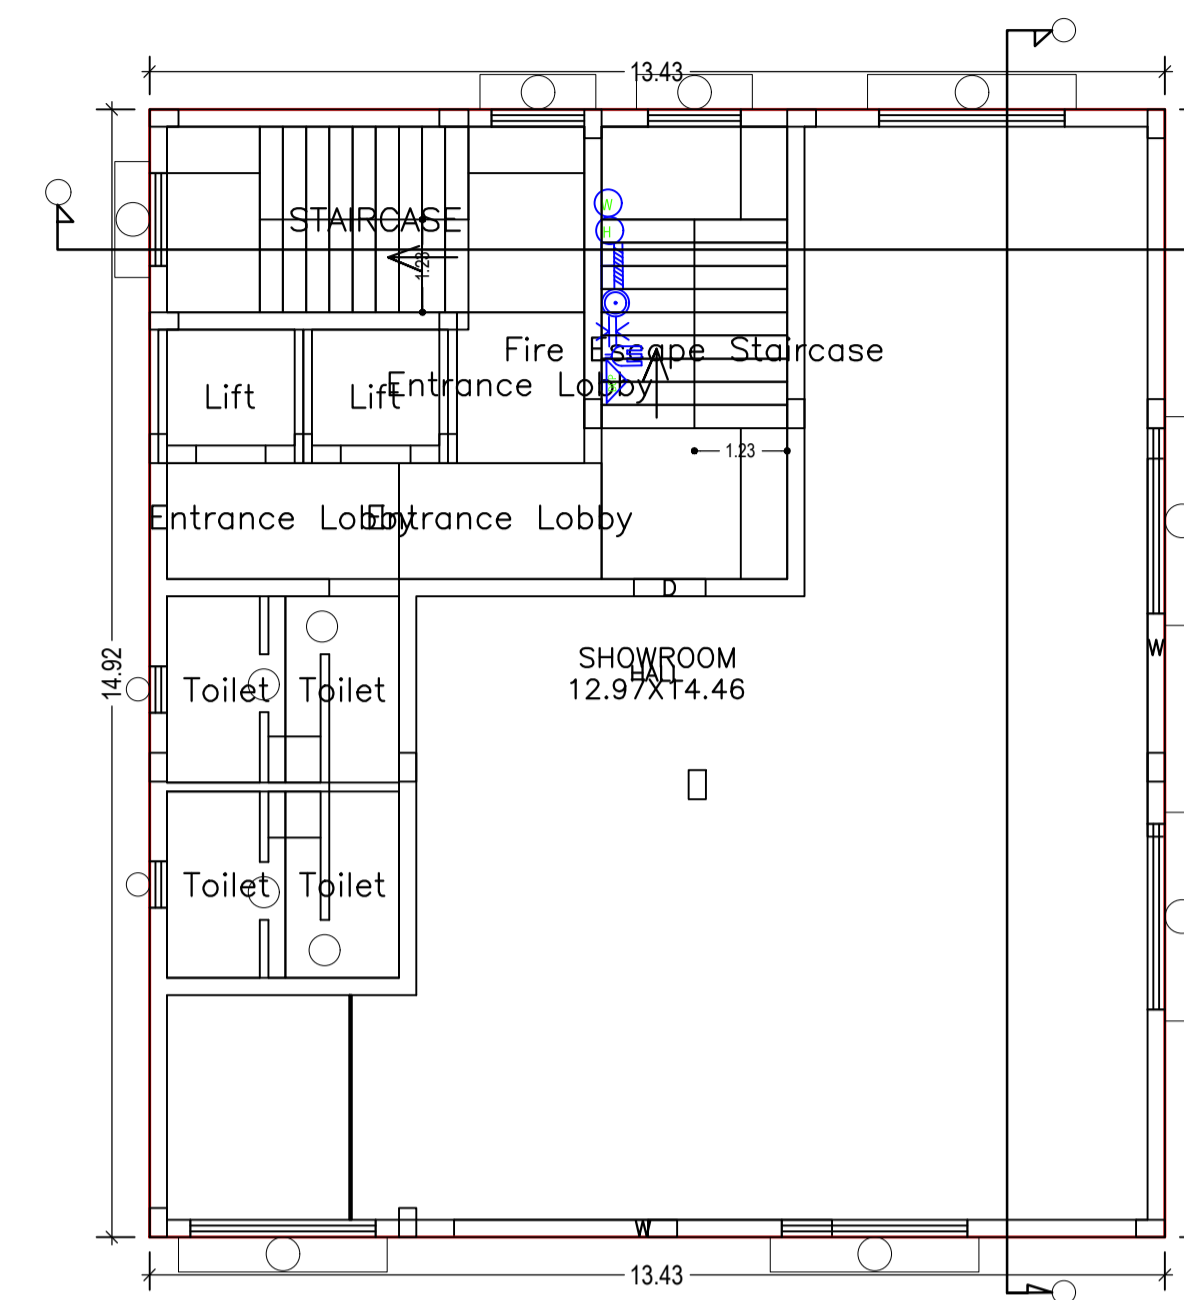 13.43
W
STAIRCASE
H
1.23
Fire Escape Staircase
Entrance Lobby
Lift
Lift
1.23
Entrance Lobby
Entrance Lobby
D
SHOWROOM
HALL
12.97X14.46
W
14.92
Toilet
Toilet
Toilet
Toilet
W
13.43